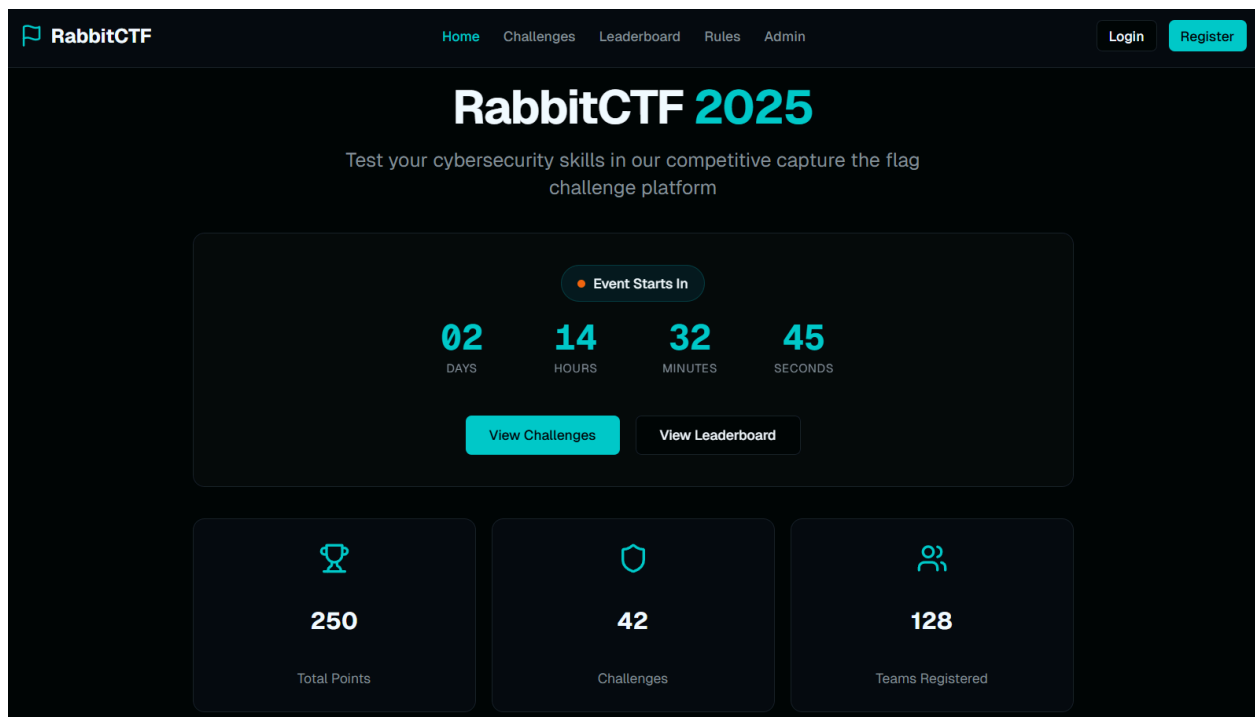 RabbitCTF
Home Challenges Leaderboard Rules Admin
Login Register
RabbitCTF 2025
Test your cybersecurity skills in our competitive capture the flag
challenge platform
Event Starts In
02 14 32 45
DAYS HOURS MINUTES SECONDS
View Challenges View Leaderboard
250 42 128
Total Points Challenges Teams Registered